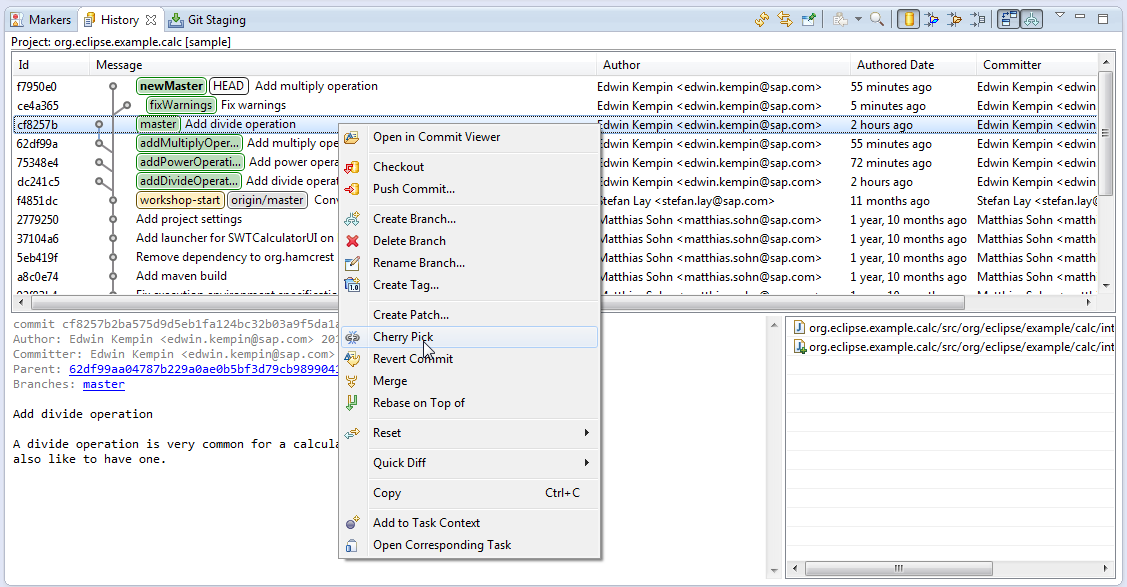 Markers History Git Staging
Project: org.eclipse.example.calc [sample]
Id Message Author Authored Date Committer
f7950e0 newMaster HEAD Add multiply operation Edwin Kempin <edwin.kempin@sap.com> 55 minutes ago Edwin Kempin <edwin
ce4a365 fixWarnings Fix warnings Edwin Kempin <edwin.kempin@sap.com> 5 minutes ago Edwin Kempin <edwin
cf8257b master Add divide operation Edwin Kempin <edwin.kempin@sap.com> 2 hours ago Edwin Kempin <edwin
62df99a addMultiplyOper... Add multiply ope Edwin Kempin <edwin.kempin@sap.com> 55 minutes ago Edwin Kempin <edwin
75348e4 addPowerOperati... Add power opera Edwin Kempin <edwin.kempin@sap.com> 72 minutes ago Edwin Kempin <edwin
dc241c5 addDivideOperat... Add divide operat Edwin Kempin <edwin.kempin@sap.com> 2 hours ago Edwin Kempin <edwin
f4851dc workshop-start origin/master Conv Stefan Lay <stefan.lay@sap.com> 11 months ago Stefan Lay <stefan.lay
2779250 Add project settings Matthias Sohn <matthias.sohn@sap.com> 1 year, 10 months ago Matthias Sohn <matth
37104a6 Add launcher for SWTCalculatorUI on Matthias Sohn <matthias.sohn@sap.com> 1 year, 10 months ago Matthias Sohn <matth
5eb419f Remove dependency to org.hamcrest Matthias Sohn <matthias.sohn@sap.com> 1 year, 10 months ago Matthias Sohn <matth
a8c0e74 Add maven build Matthias Sohn <matthias.sohn@sap.com> 1 year, 10 months ago Matthias Sohn <matth
Open in Commit Viewer
Checkout
Push Commit...
Create Branch...
Delete Branch
Rename Branch...
Create Tag...
Create Patch...
Cherry Pick
Revert Commit
Merge
Rebase on Top of
Reset
Quick Diff
Copy Ctrl+C
Add to Task Context
Open Corresponding Task
commit cf8257b2ba575d9d5eb1fa124bc32b03a9f5da1a
Author: Edwin Kempin <edwin.kempin@sap.com> 201
Committer: Edwin Kempin <edwin.kempin@sap.com>
Parent: 62df99aa04787b229a0ae0b5bf3d79cb9899041
Branches: master
Add divide operation
A divide operation is very common for a calcula
also like to have one.
org.eclipse.example.calc/src/org/eclipse/example/calc/int
org.eclipse.example.calc/src/org/eclipse/example/calc/int